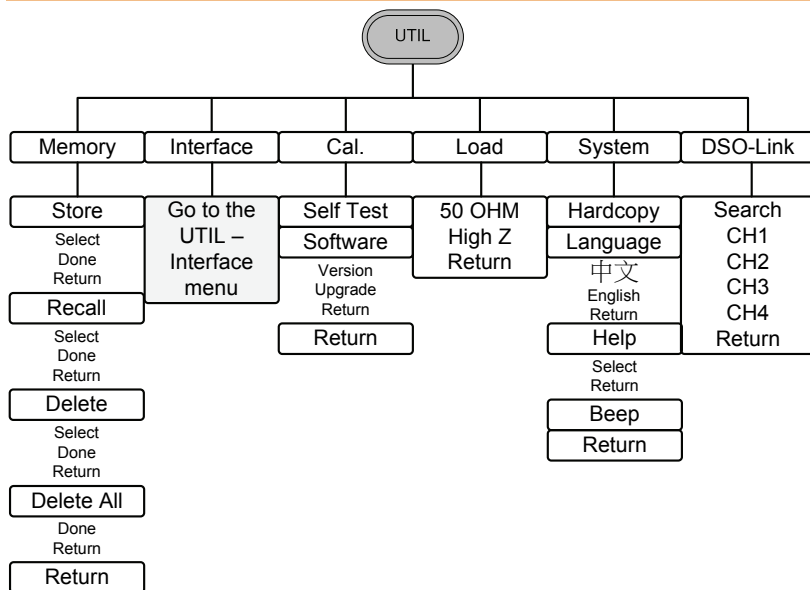 UTIL
Memory
Interface
Cal.
Load
System
DSO-Link
Store
Select
Done
Return
Recall
Select
Done
Return
Delete
Select
Done
Return
Delete All
Done
Return
Return
Go to the
UTIL –
Interface
menu
Self Test
Software
Version
Upgrade
Return
Return
50 OHM
High Z
Return
Hardcopy
Language
中文
English
Return
Help
Select
Return
Beep
Return
Search
CH1
CH2
CH3
CH4
Return